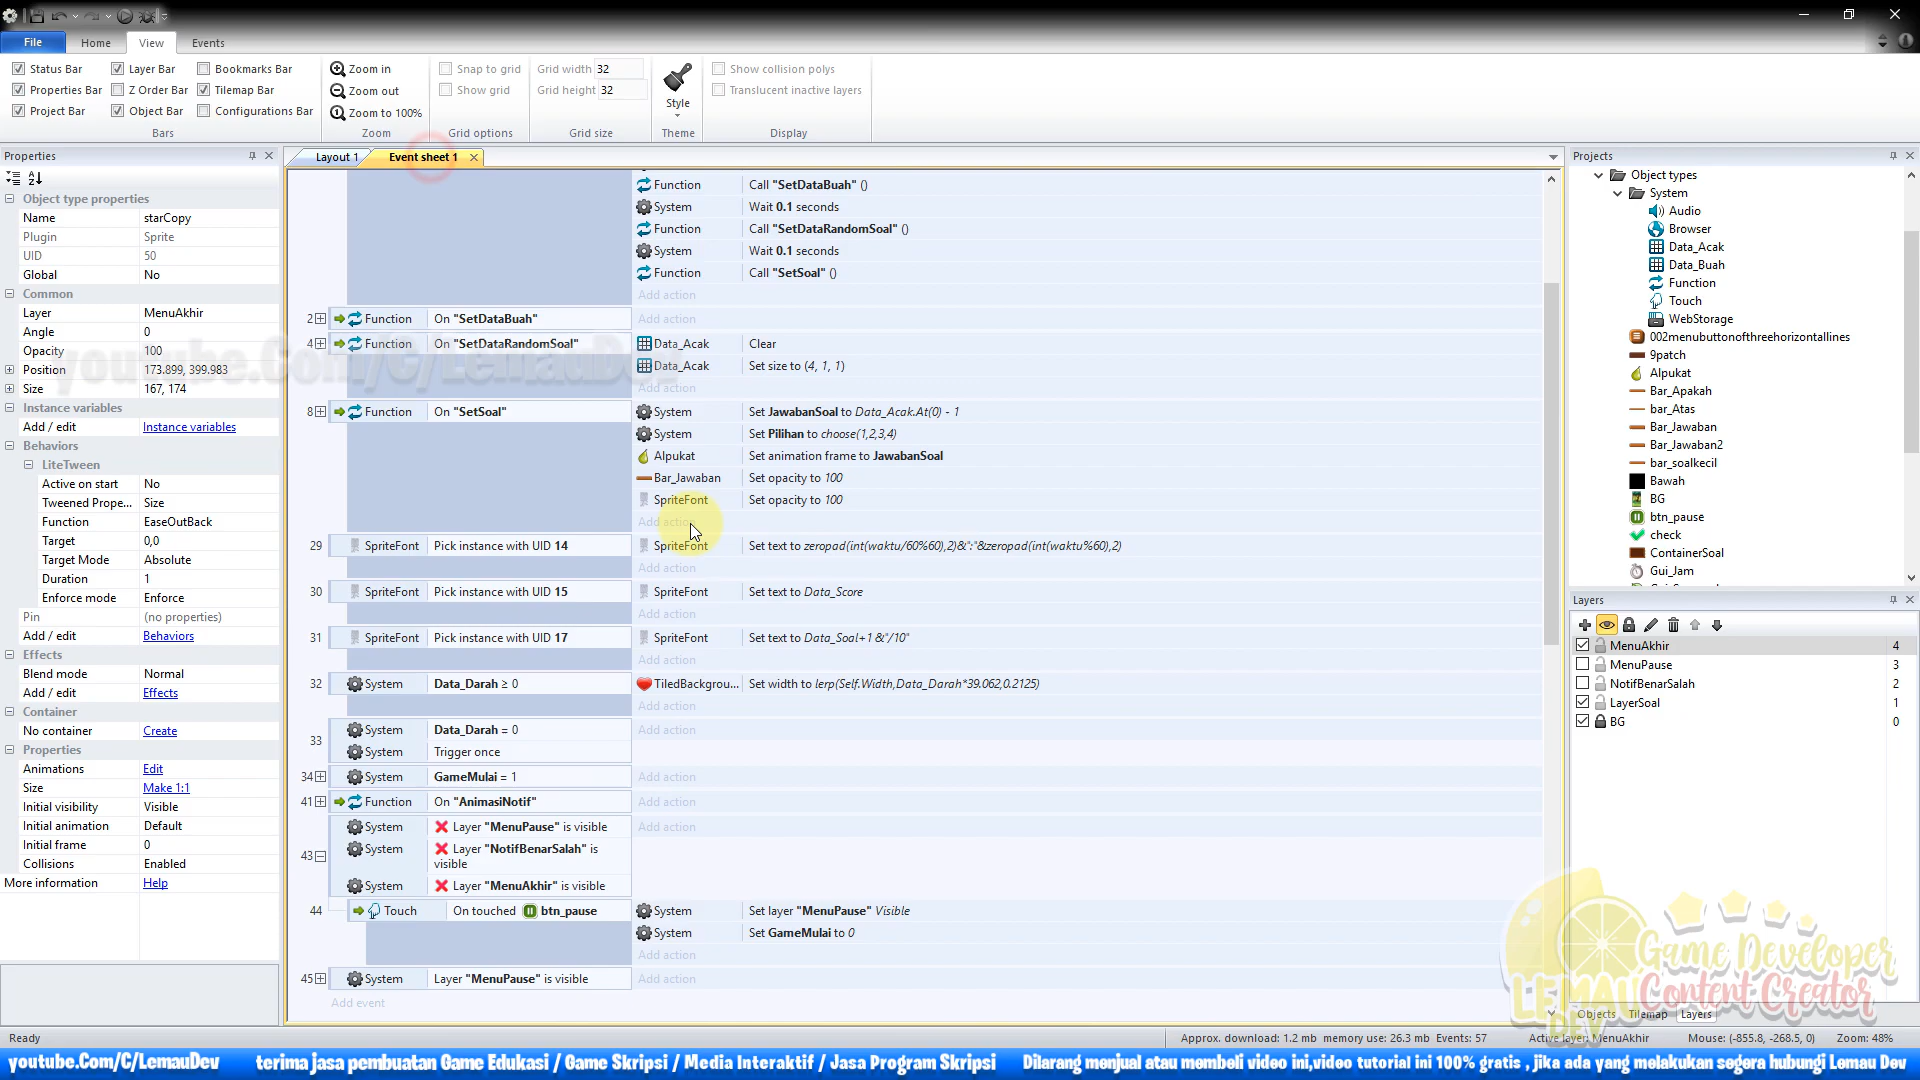 File
Home
View
Events
Status Bar
Layer Bar
Bookmarks Bar
Properties Bar
Z Order Bar
Tilemap Bar
Project Bar
Object Bar
Configurations Bar
Bars
Zoom in
Zoom out
Zoom to 100%
Zoom
Snap to grid
Show grid
Grid options
Grid width 32
Grid height 32
Grid size
Style
Theme
Show collision polys
Translucent inactive layers
Display
Properties
Object type properties
Name starCopy
Plugin Sprite
UID 50
Global No
Common
Layer MenuAkhir
Angle 0
Opacity 100
Position 173.899, 399.983
Size 167, 174
Instance variables
Add / edit Instance variables
Behaviors
LiteTween
Active on start No
Tweened Prope... Size
Function EaseOutBack
Target 0,0
Target Mode Absolute
Duration 1
Enforce mode Enforce
Pin (no properties)
Add / edit Behaviors
Effects
Blend mode Normal
Add / edit Effects
Container
No container Create
Properties
Animations Edit
Size Make 1:1
Initial visibility Visible
Initial animation Default
Initial frame 0
Collisions Enabled
More information Help
Layout 1
Event sheet 1
Function Call "SetDataBuah" ()
System Wait 0.1 seconds
Function Call "SetDataRandomSoal" ()
System Wait 0.1 seconds
Function Call "SetSoal" ()
Add action
2 Function On "SetDataBuah" Add action
4 Function On "SetDataRandomSoal" Data_Acak Clear
Data_Acak Set size to (4, 1, 1)
Add action
youtube.Com/C/LemauDev
8 Function On "SetSoal" System Set JawabanSoal to Data_Acak.At(0) - 1
System Set Pilihan to choose(1,2,3,4)
Alpukat Set animation frame to JawabanSoal
Bar_Jawaban Set opacity to 100
SpriteFont Set opacity to 100
Add action
29 SpriteFont Pick instance with UID 14 SpriteFont Set text to zeropad(int(waktu/60%60),2)&":"&zeropad(int(waktu%60),2)
Add action
30 SpriteFont Pick instance with UID 15 SpriteFont Set text to Data_Score
Add action
31 SpriteFont Pick instance with UID 17 SpriteFont Set text to Data_Soal+1 &"/10"
Add action
32 System Data_Darah ≥ 0 TiledBackgrou... Set width to lerp(Self.Width,Data_Darah*39.062,0.2125)
Add action
33 System Data_Darah = 0 Add action
System Trigger once
34 System GameMulai = 1 Add action
41 Function On "AnimasiNotif" Add action
43 System Layer "MenuPause" is visible Add action
System Layer "NotifBenarSalah" is visible
System Layer "MenuAkhir" is visible
44 Touch On touched btn_pause System Set layer "MenuPause" Visible
System Set GameMulai to 0
Add action
45 System Layer "MenuPause" is visible Add action
Add event
Projects
Object types
System
Audio
Browser
Data_Acak
Data_Buah
Function
Touch
WebStorage
002menubuttonofthreehorizontallines
9patch
Alpukat
Bar_Apakah
bar_Atas
Bar_Jawaban
Bar_Jawaban2
bar_soalkecil
Bawah
BG
btn_pause
check
ContainerSoal
Gui_Jam
Layers
MenuAkhir 4
MenuPause 3
NotifBenarSalah 2
LayerSoal 1
BG 0
Game Developer
Content Creator
LEMAU
DEV
Objects
Tilemap
Layers
Ready
Approx. download: 1.2 mb memory use: 26.3 mb Events: 57
Active layer: MenuAkhir
Mouse: (-855.8, -268.5, 0)
Zoom: 48%
youtube.Com/C/LemauDev
terima jasa pembuatan Game Edukasi / Game Skripsi / Media Interaktif / Jasa Program Skripsi
Dilarang menjual atau membeli video ini,video tutorial ini 100% gratis , jika ada yang melakukan segera hubungi Lemau Dev